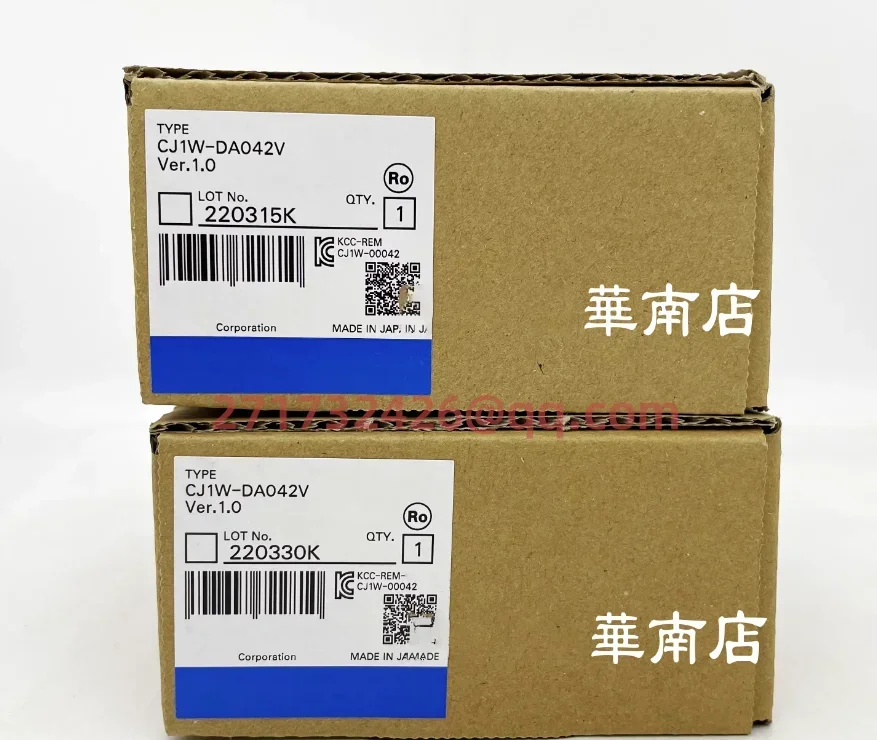 TYPE
CJ1W-DA042V
Ver.1.0
Ro
LOT No.
QTY.
220315K
1
KCC-REM
CJ1W-00042
Corporation
MADE IN JAP. IN JA
華南店
271732426@qq.com
TYPE
CJ1W-DA042V
Ver.1.0
Ro
LOT No.
QTY.
220330K
1
KCC-REM-
CJ1W-00042
Corporation
MADE IN JAMADE
華南店